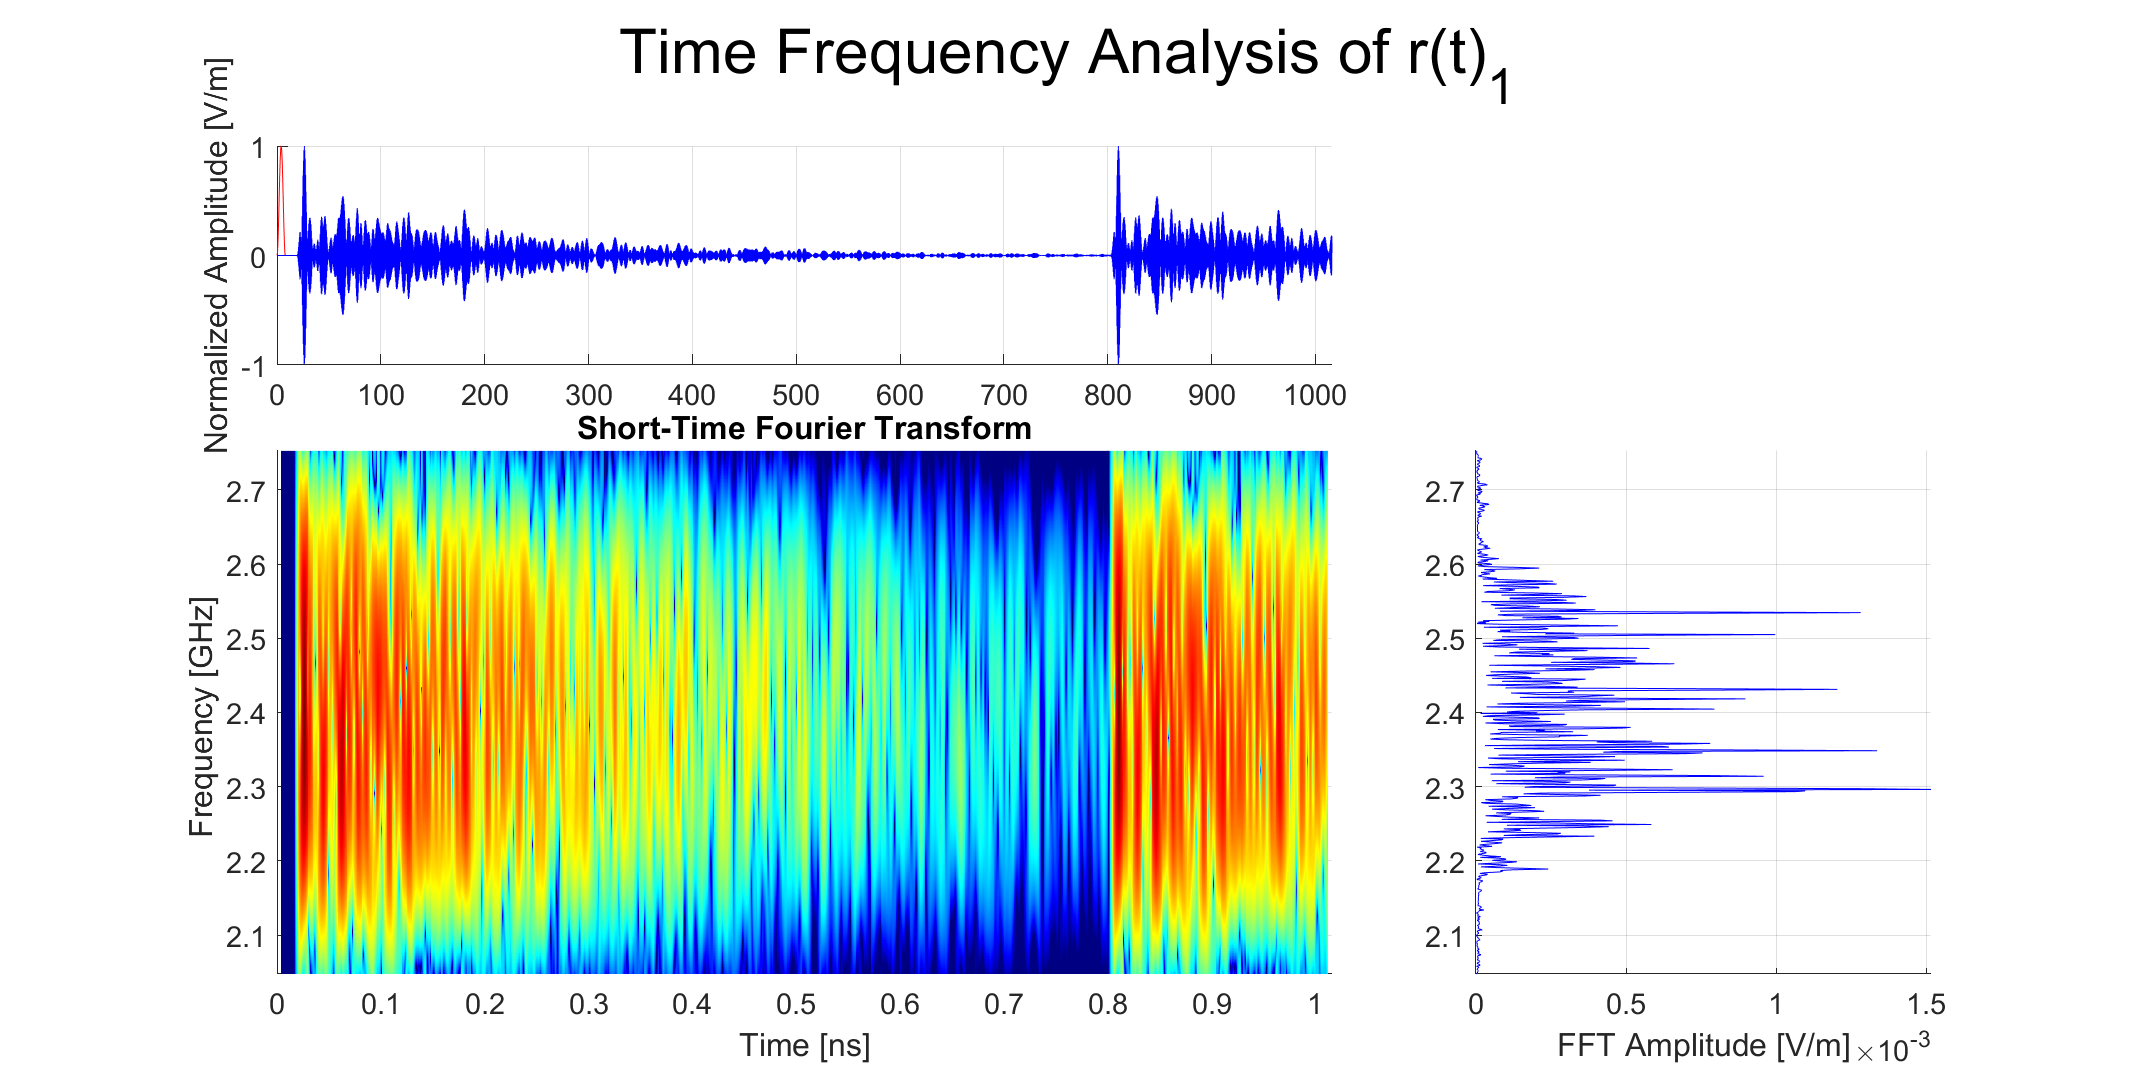 Time Frequency Analysis of r(t)₁
Normalized Amplitude [V/m]
1
0
-1
0 100 200 300 400 500 600 700 800 900 1000
Short-Time Fourier Transform
Frequency [GHz]
2.7
2.6
2.5
2.4
2.3
2.2
2.1
0 0.1 0.2 0.3 0.4 0.5 0.6 0.7 0.8 0.9 1
Time [ns]
2.7
2.6
2.5
2.4
2.3
2.2
2.1
0 0.5 1 1.5
FFT Amplitude [V/m] ×10⁻³